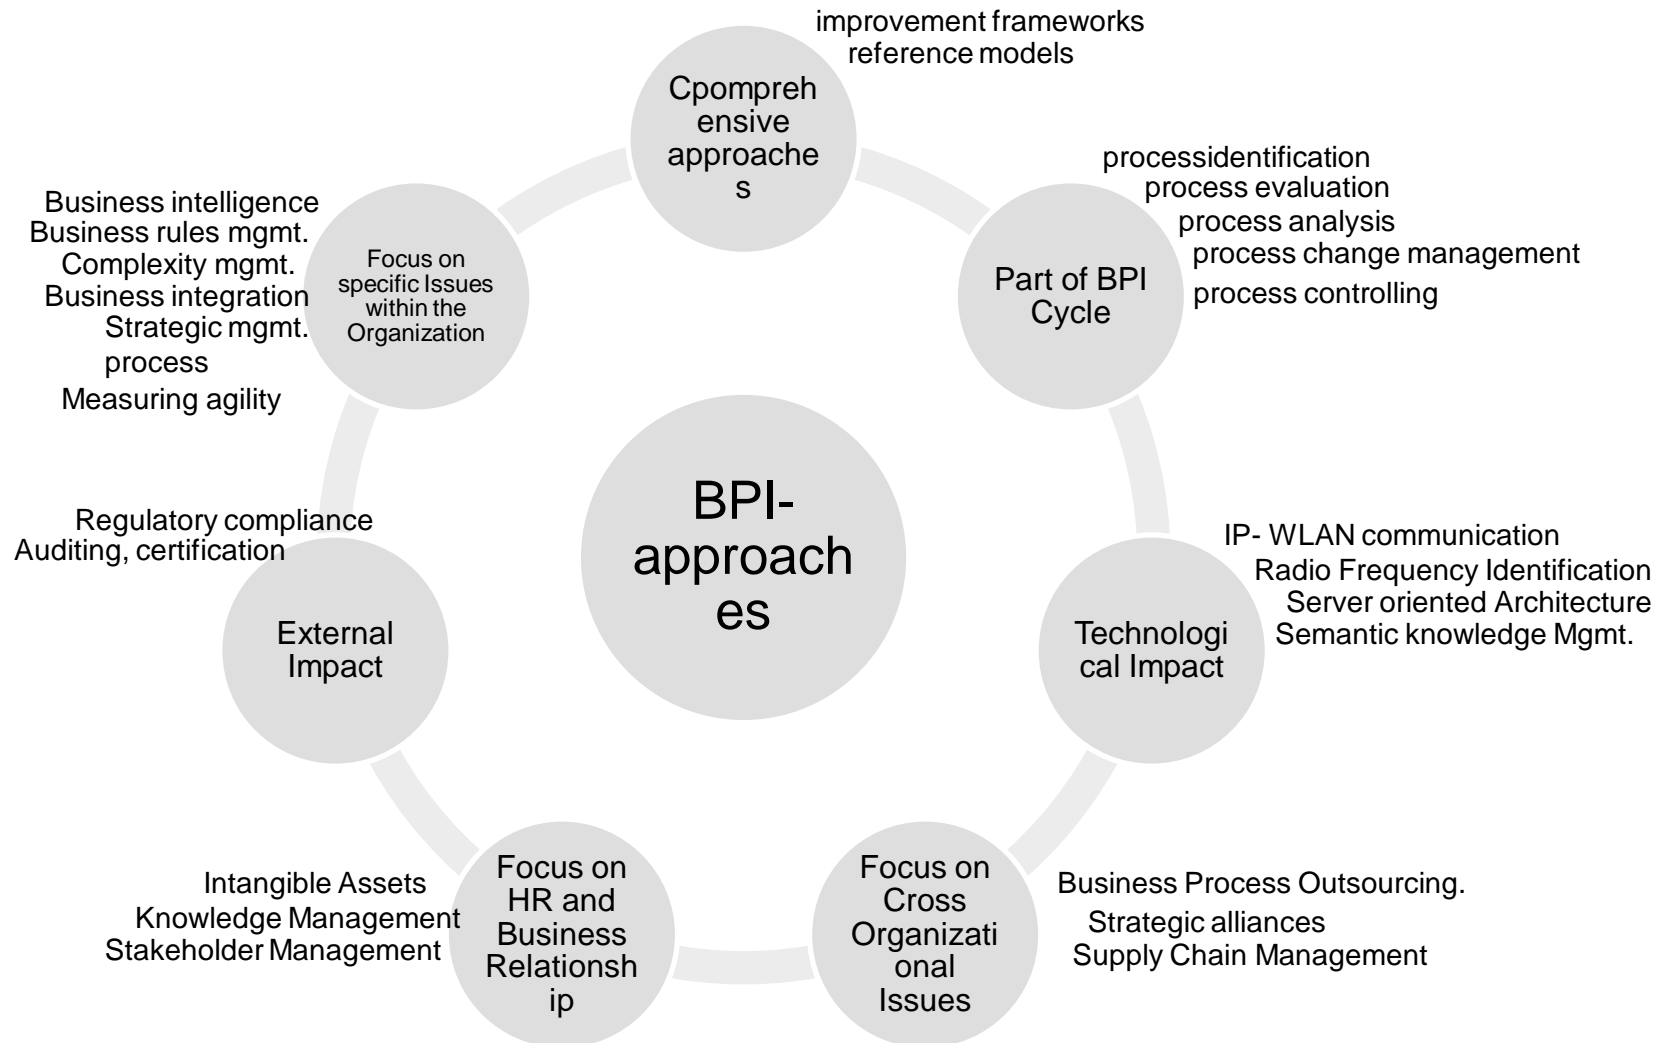 improvement frameworks
reference models
Cpompreh
ensive
approache
s
processidentification
process evaluation
process analysis
process change management
process controlling
Part of BPI
Cycle
Business intelligence
Business rules mgmt.
Complexity mgmt.
Business integration
Strategic mgmt.
process
Measuring agility
Focus on
specific Issues
within the
Organization
BPI-
approach
es
Regulatory compliance
Auditing, certification
External
Impact
IP- WLAN communication
Radio Frequency Identification
Server oriented Architecture
Semantic knowledge Mgmt.
Technologi
cal Impact
Intangible Assets
Knowledge Management
Stakeholder Management
Focus on
HR and
Business
Relationsh
ip
Focus on
Cross
Organizati
onal
Issues
Business Process Outsourcing.
Strategic alliances
Supply Chain Management